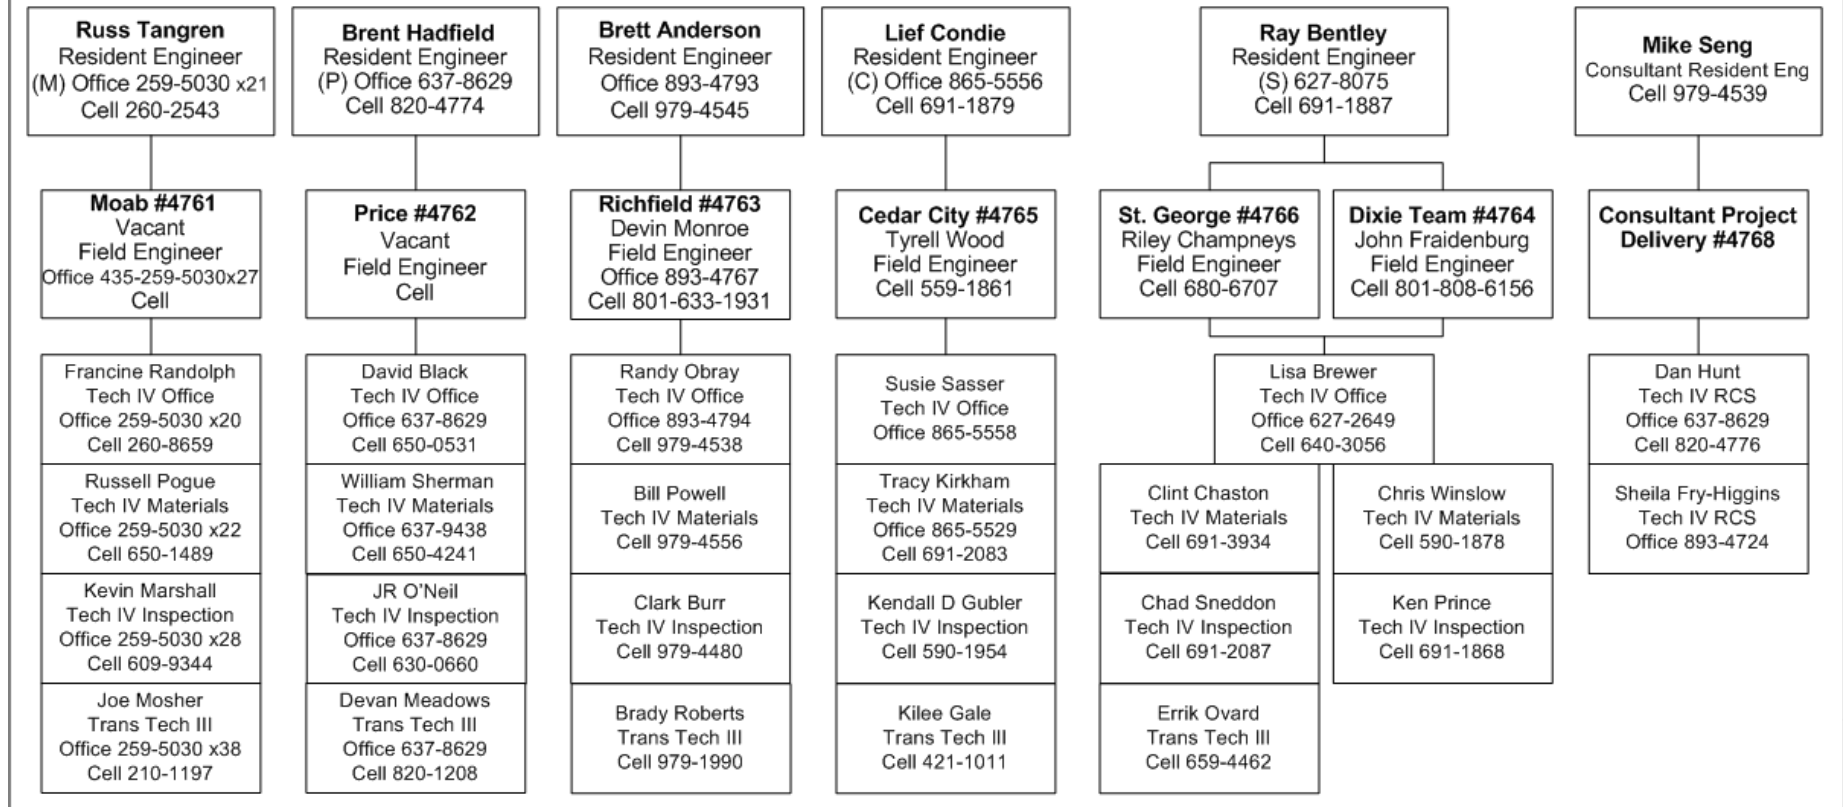 Russ Tangren
Resident Engineer
(M) Office 259-5030 x21
Cell 260-2543
Brent Hadfield
Resident Engineer
(P) Office 637-8629
Cell 820-4774
Brett Anderson
Resident Engineer
Office 893-4793
Cell 979-4545
Lief Condie
Resident Engineer
(C) Office 865-5556
Cell 691-1879
Ray Bentley
Resident Engineer
(S) 627-8075
Cell 691-1887
Mike Seng
Consultant Resident Eng
Cell 979-4539
Moab #4761
Vacant
Field Engineer
Office 435-259-5030x27
Cell
Price #4762
Vacant
Field Engineer
Cell
Richfield #4763
Devin Monroe
Field Engineer
Office 893-4767
Cell 801-633-1931
Cedar City #4765
Tyrell Wood
Field Engineer
Cell 559-1861
St. George #4766
Riley Champneys
Field Engineer
Cell 680-6707
Dixie Team #4764
John Fraidenburg
Field Engineer
Cell 801-808-6156
Consultant Project
Delivery #4768
Francine Randolph
Tech IV Office
Office 259-5030 x20
Cell 260-8659
David Black
Tech IV Office
Office 637-8629
Cell 650-0531
Randy Obray
Tech IV Office
Office 893-4794
Cell 979-4538
Susie Sasser
Tech IV Office
Office 865-5558
Lisa Brewer
Tech IV Office
Office 627-2649
Cell 640-3056
Dan Hunt
Tech IV RCS
Office 637-8629
Cell 820-4776
Russell Pogue
Tech IV Materials
Office 259-5030 x22
Cell 650-1489
William Sherman
Tech IV Materials
Office 637-9438
Cell 650-4241
Bill Powell
Tech IV Materials
Cell 979-4556
Tracy Kirkham
Tech IV Materials
Office 865-5529
Cell 691-2083
Clint Chaston
Tech IV Materials
Cell 691-3934
Chris Winslow
Tech IV Materials
Cell 590-1878
Sheila Fry-Higgins
Tech IV RCS
Office 893-4724
Kevin Marshall
Tech IV Inspection
Office 259-5030 x28
Cell 609-9344
JR O'Neil
Tech IV Inspection
Office 637-8629
Cell 630-0660
Clark Burr
Tech IV Inspection
Cell 979-4480
Kendall D Gubler
Tech IV Inspection
Cell 590-1954
Chad Sneddon
Tech IV Inspection
Cell 691-2087
Ken Prince
Tech IV Inspection
Cell 691-1868
Joe Mosher
Trans Tech III
Office 259-5030 x38
Cell 210-1197
Devan Meadows
Trans Tech III
Office 637-8629
Cell 820-1208
Brady Roberts
Trans Tech III
Cell 979-1990
Kilee Gale
Trans Tech III
Cell 421-1011
Errik Ovard
Trans Tech III
Cell 659-4462